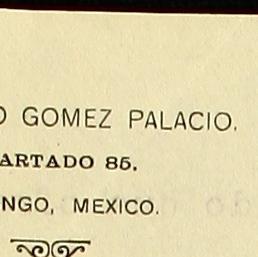 O GOMEZ PALACIO.
ARTADO 85.
NGO, MEXICO.